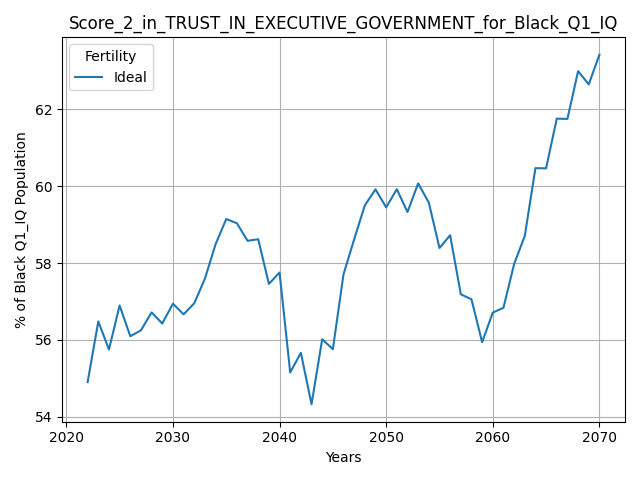 Score_2_in_TRUST_IN_EXECUTIVE_GOVERNMENT_for_Black_Q1_IQ
Fertility
Ideal
% of Black Q1_IQ Population
62
60
58
56
54
2020
2030
2040
2050
2060
2070
Years